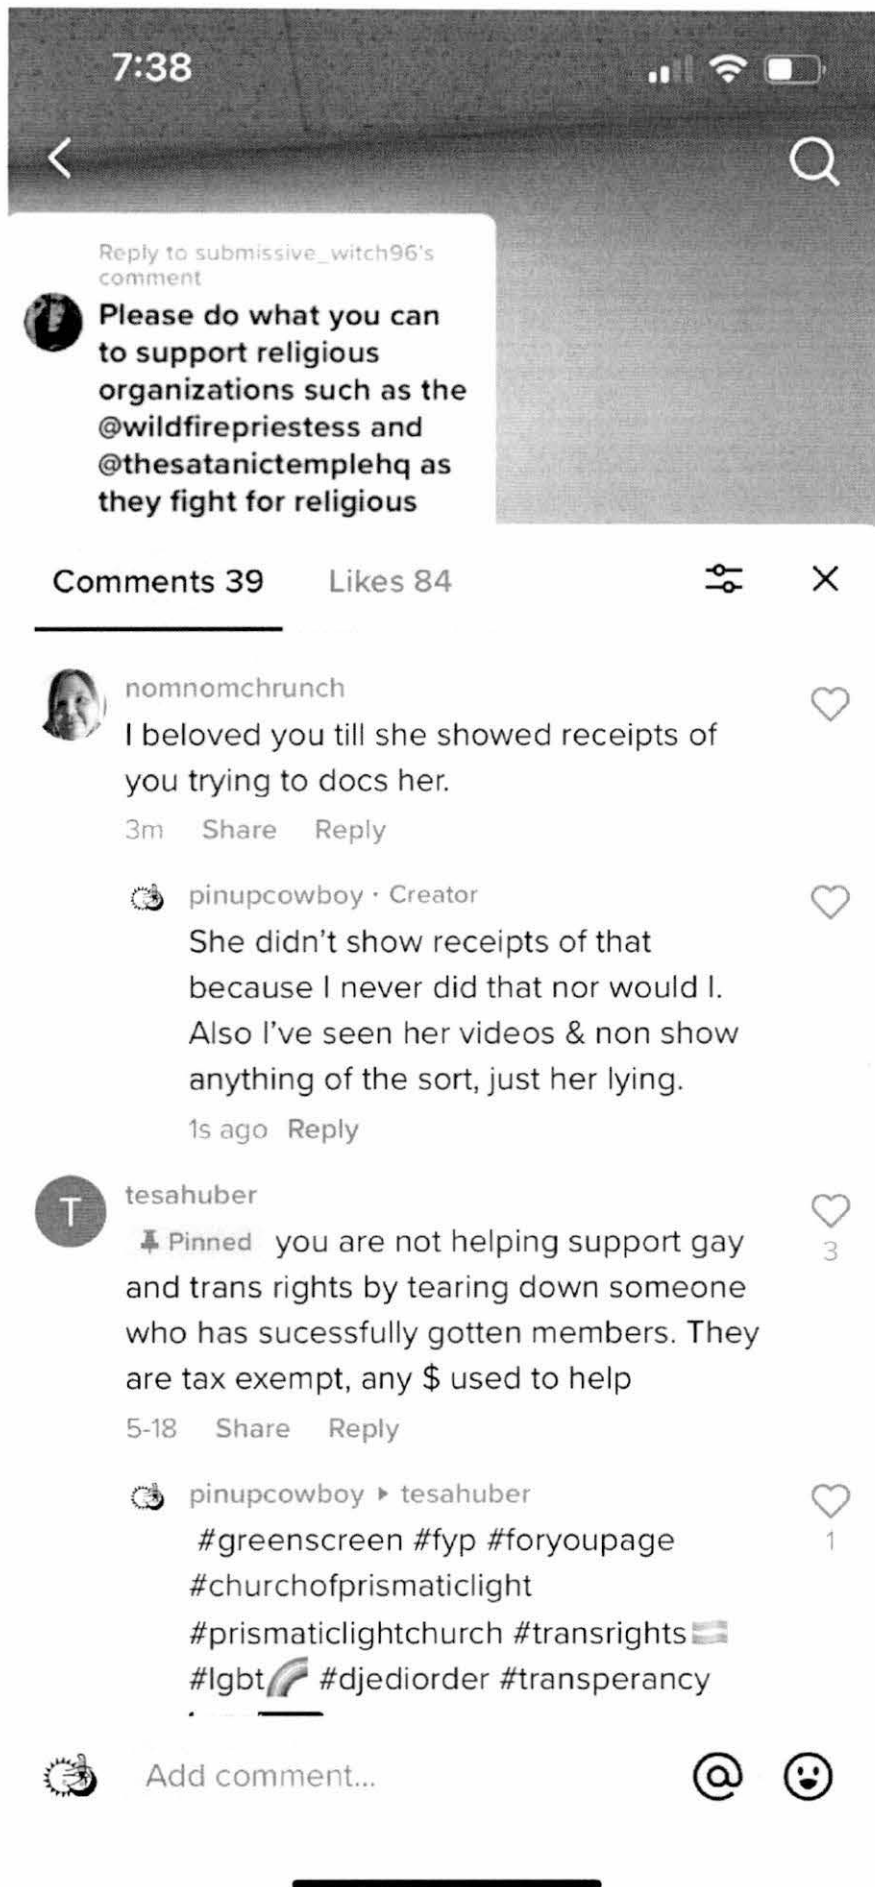 7:38
Reply to submissive_witch96's
comment
Please do what you can
to support religious
organizations such as the
@wildfirepriestess and
@thesatanictemplehq as
they fight for religious
Comments 39
Likes 84
nomnomchrunch
I beloved you till she showed receipts of
you trying to docs her.
3m Share Reply
pinupcowboy · Creator
She didn't show receipts of that
because I never did that nor would I.
Also I've seen her videos & non show
anything of the sort, just her lying.
1s ago Reply
T
tesahuber
Pinned you are not helping support gay
and trans rights by tearing down someone
who has sucessfully gotten members. They
are tax exempt, any $ used to help
3
5-18 Share Reply
pinupcowboy ▸ tesahuber
#greenscreen #fyp #foryoupage
1
#churchofprismaticlight
#prismaticlightchurch #transrights
#lgbt🌈 #djediorder #transperancy
Add comment...
@